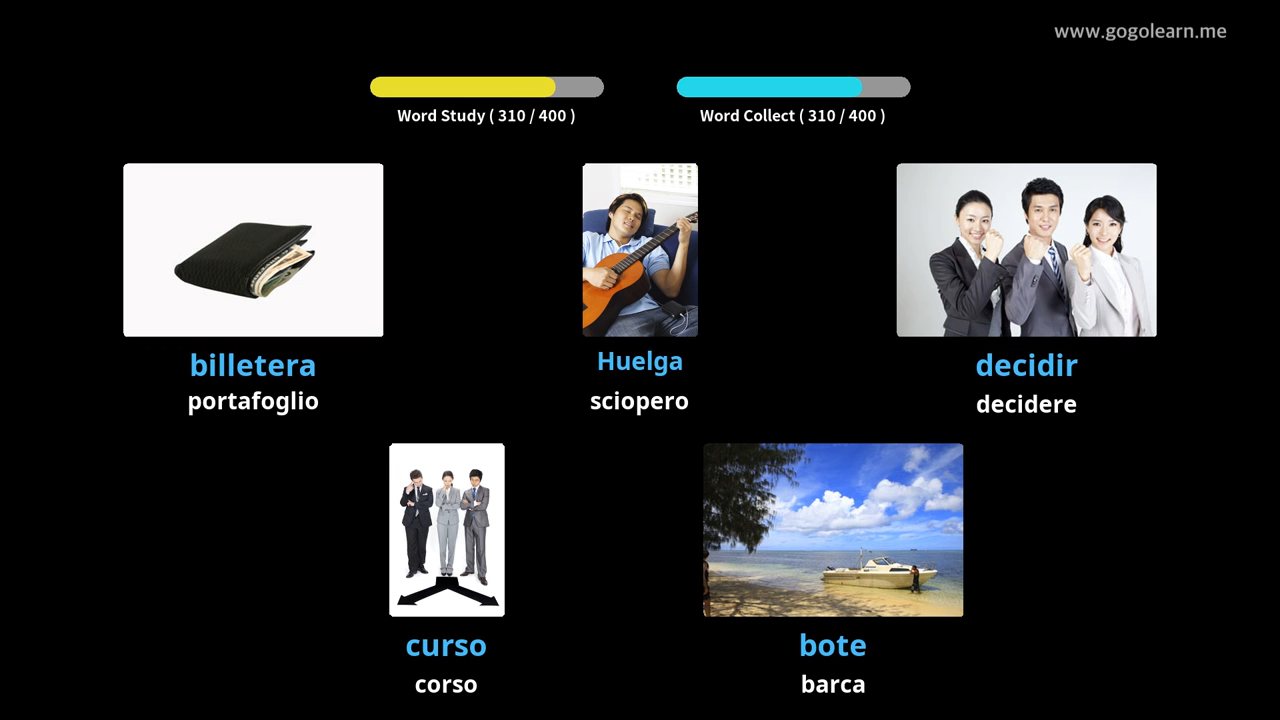 www.gogolearn.me
Word Study ( 310 / 400 )
Word Collect ( 310 / 400 )
billetera
portafoglio
Huelga
sciopero
decidir
decidere
curso
corso
bote
barca